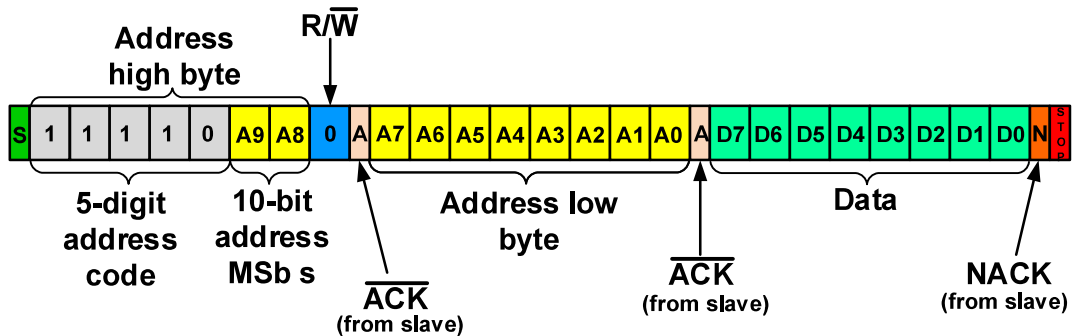 R/W̅
Address
high byte
S 1 1 1 1 0 A9 A8 0 A A7 A6 A5 A4 A3 A2 A1 A0 A D7 D6 D5 D4 D3 D2 D1 D0 N STOP
5-digit
address
code
10-bit
address
MSb s
Address low
byte
Data
A̅C̅K̅
(from slave)
A̅C̅K̅
(from slave)
NACK
(from slave)